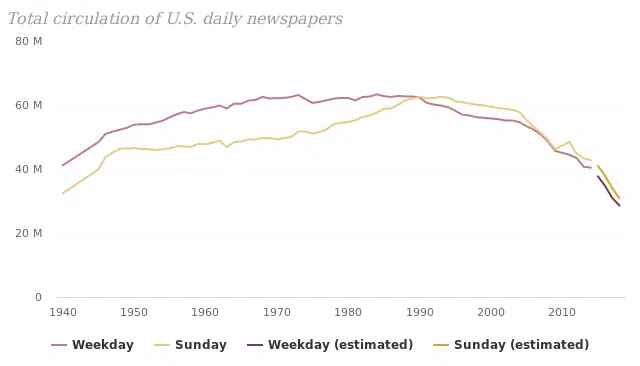 Total circulation of U.S. daily newspapers
80 M
60 M
40 M
20 M
0
1940 1950 1960 1970 1980 1990 2000 2010
Weekday Sunday Weekday (estimated) Sunday (estimated)